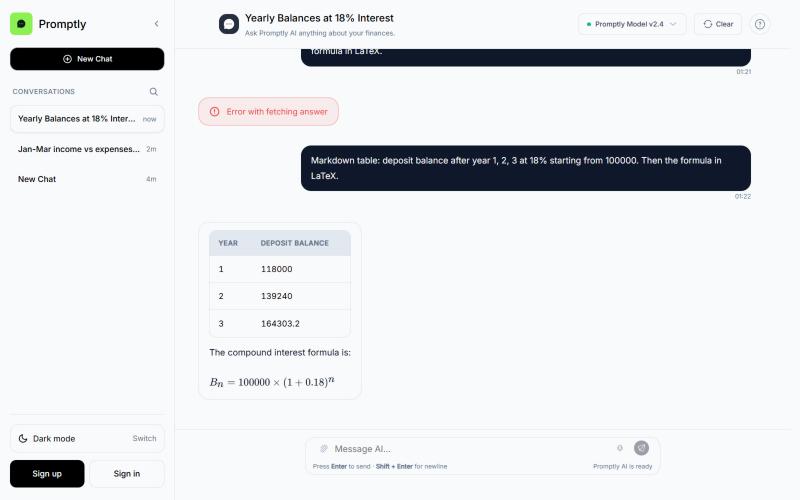 Promptly
New Chat
CONVERSATIONS
Yearly Balances at 18% Inter... now
Jan-Mar income vs expenses... 2m
New Chat 4m
Dark mode Switch
Sign up Sign in
Yearly Balances at 18% Interest
Ask Promptly AI anything about your finances.
Promptly Model v2.4
Clear
formula in LaTeX.
01:21
Error with fetching answer
Markdown table: deposit balance after year 1, 2, 3 at 18% starting from 100000. Then the formula in
LaTeX.
01:22
YEAR DEPOSIT BALANCE
1 118000
2 139240
3 164303.2
The compound interest formula is:
Bn = 100000 × (1 + 0.18)^n
Message AI...
Press Enter to send · Shift + Enter for newline
Promptly AI is ready